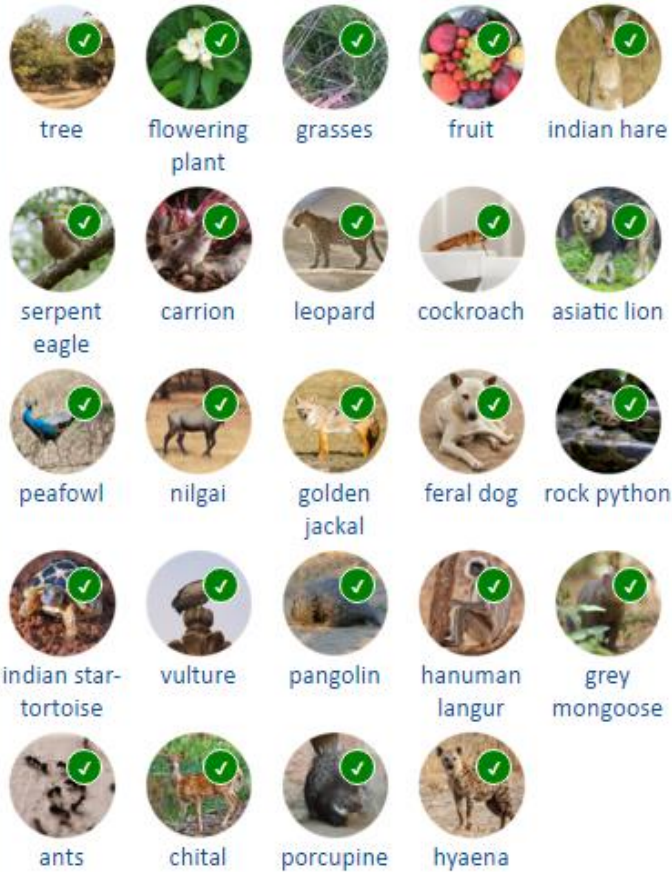 tree
flowering
plant
grasses
fruit
indian hare
serpent
eagle
carrion
leopard
cockroach
asiatic lion
peafowl
nilgai
golden
jackal
feral dog
rock python
indian star-
tortoise
vulture
pangolin
hanuman
langur
grey
mongoose
ants
chital
porcupine
hyaena